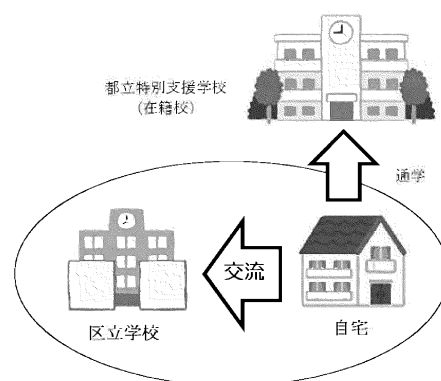 都立特別支援学校
(在籍校)
通学
交流
区立学校
自宅